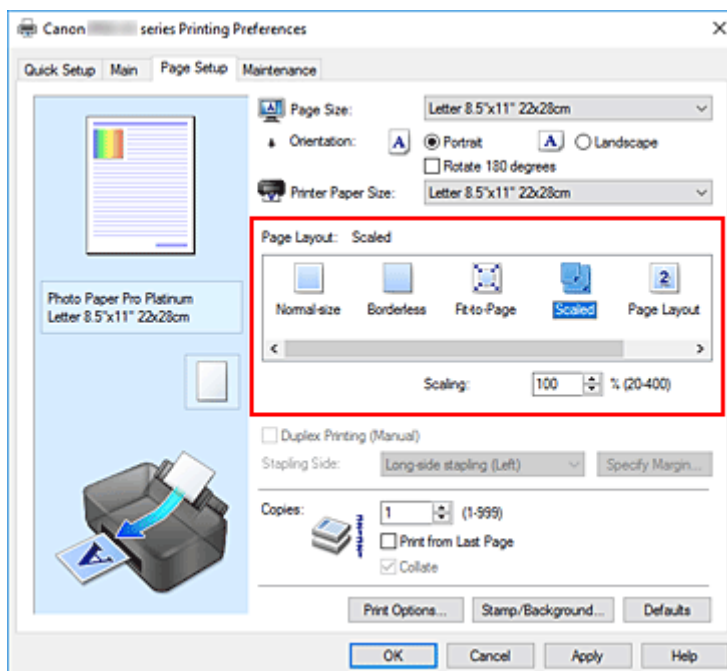 Canon series Printing Preferences
Quick Setup Main Page Setup Maintenance
Page Size: Letter 8.5"x11" 22x28cm
Orientation: A Portrait A Landscape
Rotate 180 degrees
Printer Paper Size: Letter 8.5"x11" 22x28cm
Page Layout: Scaled
Normal-size Borderless Fit-to-Page Scaled 2 Page Layout
Scaling: 100 % (20-400)
Photo Paper Pro Platinum
Letter 8.5"x11" 22x28cm
Duplex Printing (Manual)
Stapling Side: Long-side stapling (Left) Specify Margin...
Copies: 1 (1-999)
Print from Last Page
Collate
A
Print Options... Stamp/Background... Defaults
OK Cancel Apply Help